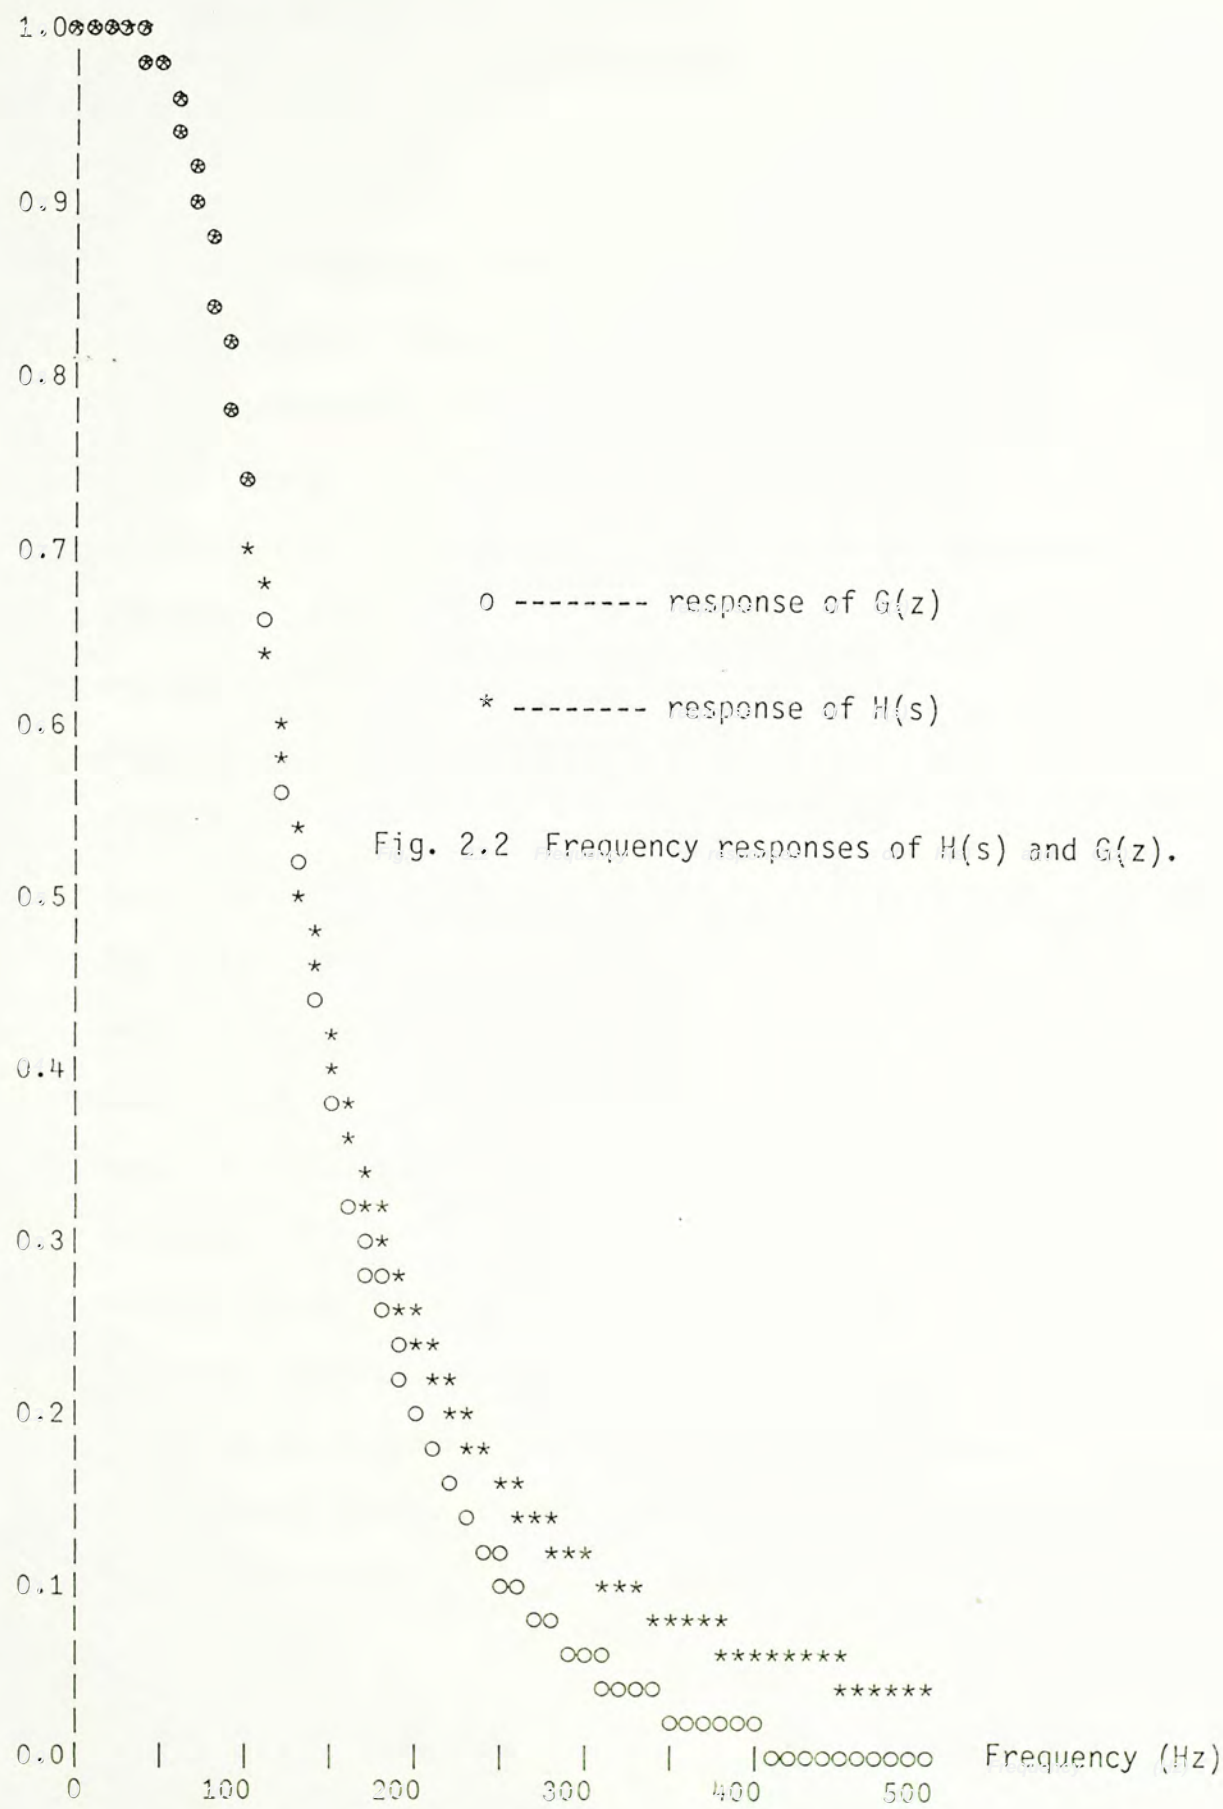 1.0
0.9
0.8
0.7
o -------- response of G(z)
* -------- response of H(s)
0.6
Fig. 2.2 Frequency responses of H(s) and G(z).
0.5
0.4
0.3
0.2
0.1
0.0
Frequency (Hz)
0 100 200 300 400 500